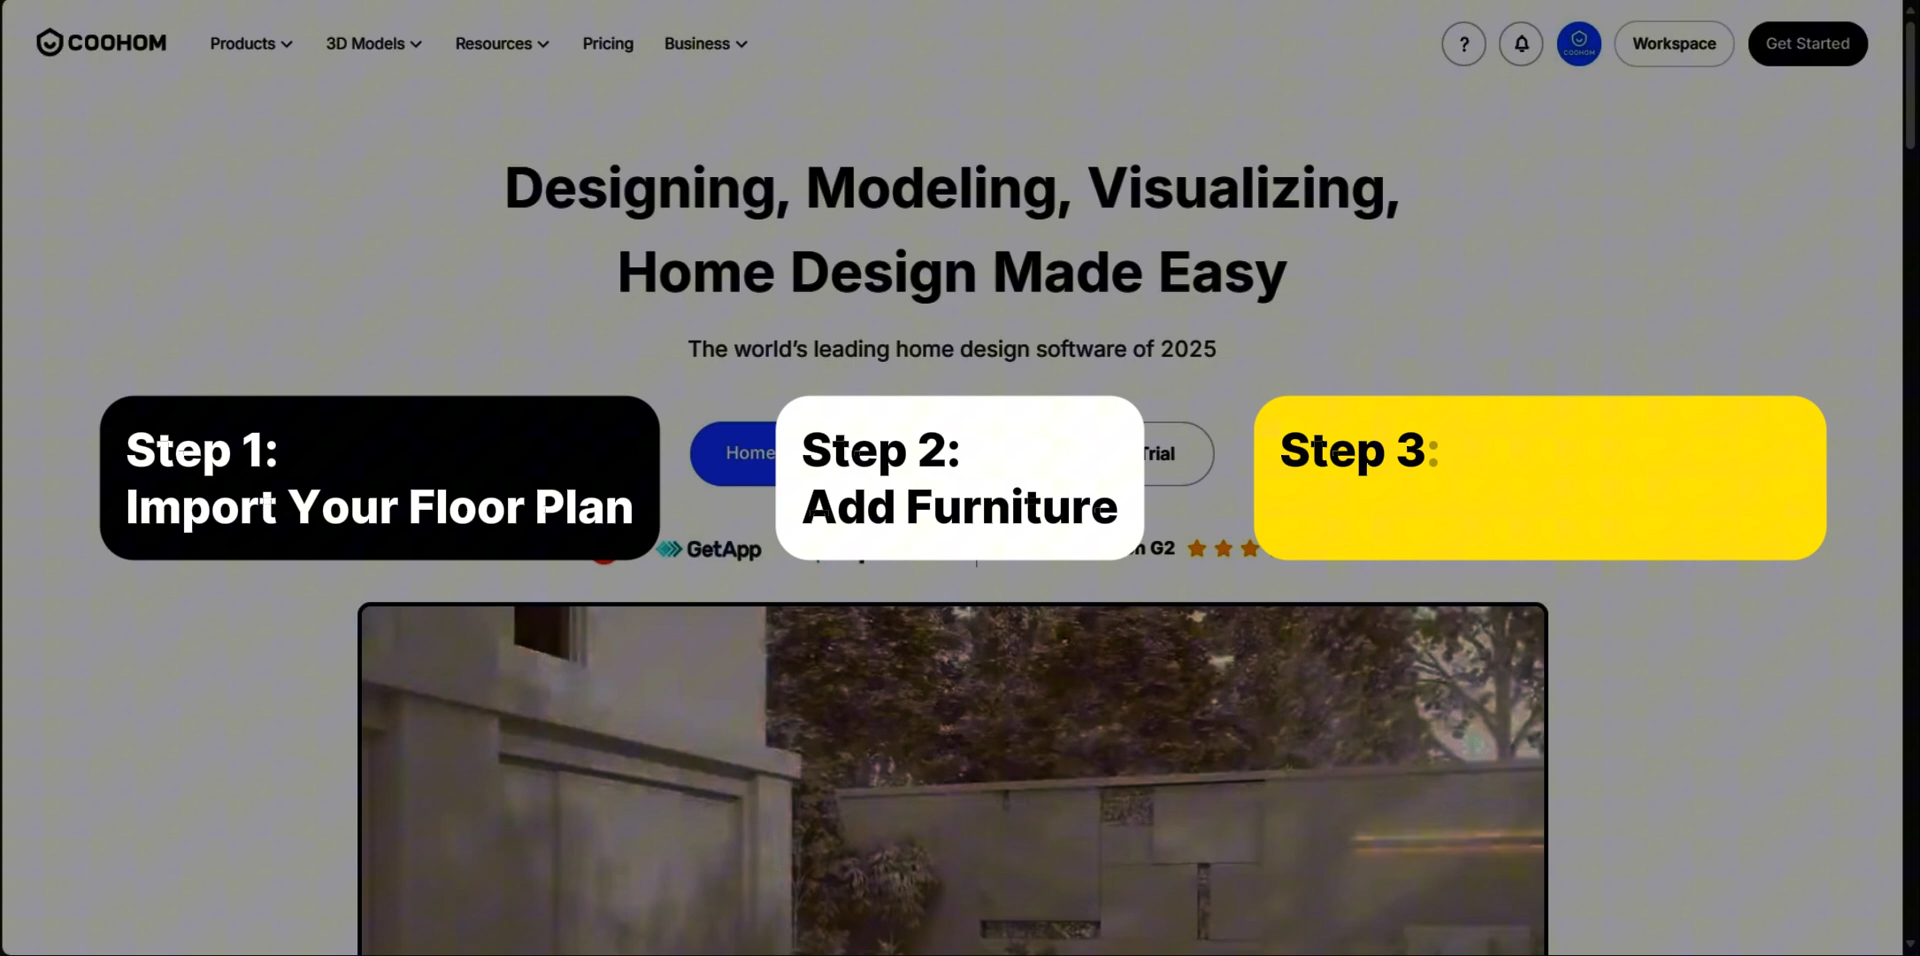 COOHOM
Products
3D Models
Resources
Pricing
Business
?
COOHOM
Workspace
Get Started
Designing, Modeling, Visualizing,
Home Design Made Easy
The world's leading home design software of 2025
Step 1:
Import Your Floor Plan
Home
Step 2:
Add Furniture
Trial
Step 3:
GetApp
G2